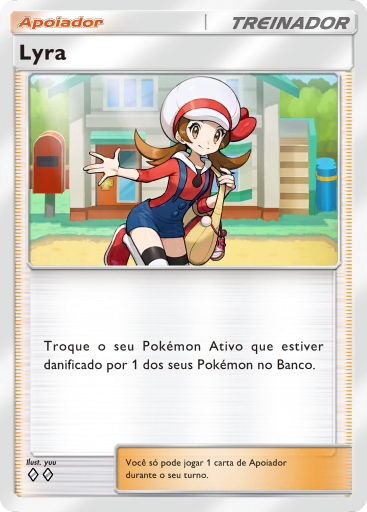 Apoiador
TREINADOR
Lyra
Troque o seu Pokémon Ativo que estiver
danificado por 1 dos seus Pokémon no Banco.
Ilust. yuu
Você só pode jogar 1 carta de Apoiador
durante o seu turno.